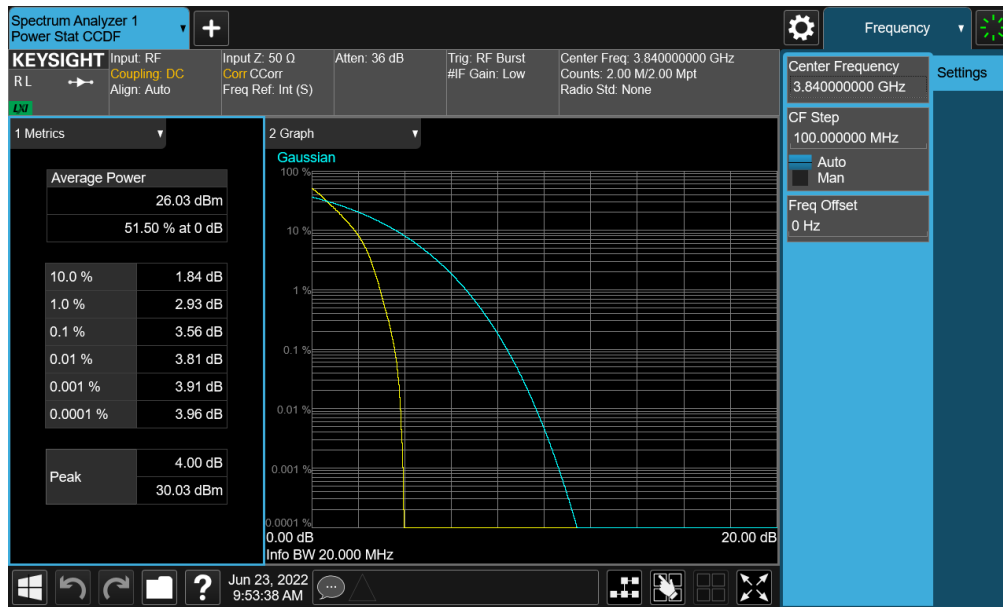 Spectrum Analyzer 1
Power Stat CCDF
Frequency
KEYSIGHT
R L
LXI
Input: RF
Coupling: DC
Align: Auto
Input Z: 50 Ω
Corr CCorr
Freq Ref: Int (S)
Atten: 36 dB
Trig: RF Burst
#IF Gain: Low
Center Freq: 3.840000000 GHz
Counts: 2.00 M/2.00 Mpt
Radio Std: None
Center Frequency
3.840000000 GHz
Settings
CF Step
100.000000 MHz
Auto
Man
Freq Offset
0 Hz
1 Metrics
Average Power
26.03 dBm
51.50 % at 0 dB
10.0 % 1.84 dB
1.0 % 2.93 dB
0.1 % 3.56 dB
0.01 % 3.81 dB
0.001 % 3.91 dB
0.0001 % 3.96 dB
Peak
4.00 dB
30.03 dBm
2 Graph
Gaussian
100 %
10 %
1 %
0.1 %
0.01 %
0.001 %
0.0001 %
0.00 dB 20.00 dB
Info BW 20.000 MHz
Jun 23, 2022
9:53:38 AM